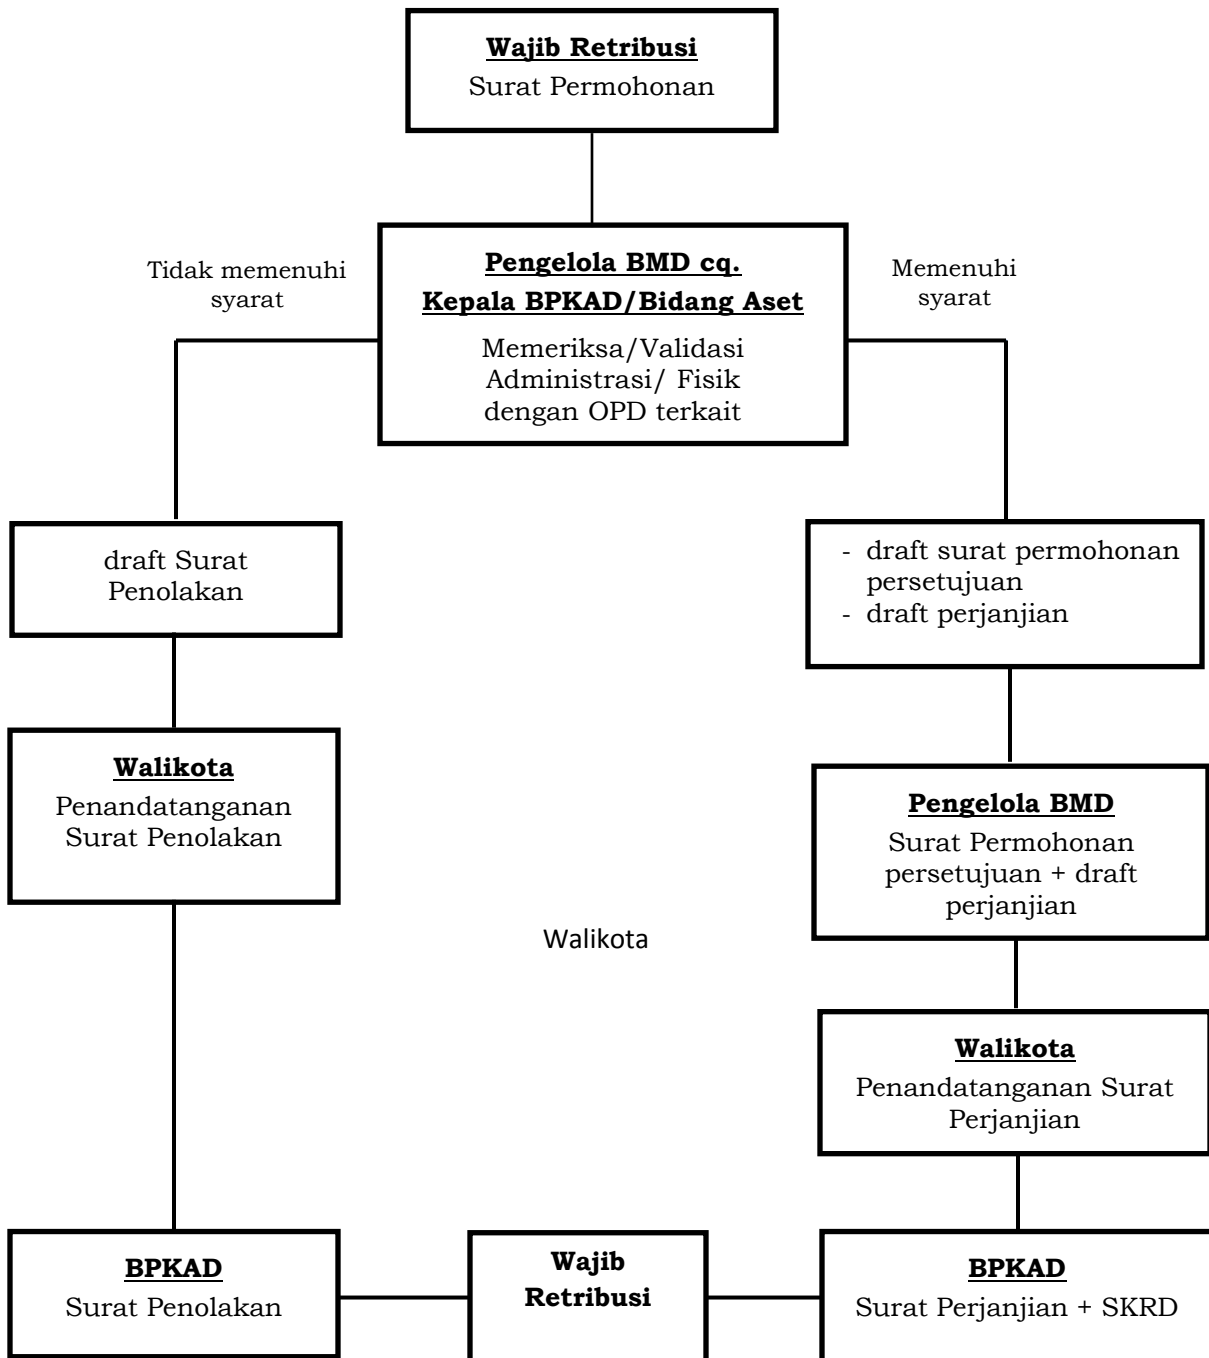 Wajib Retribusi
Surat Permohonan
Tidak memenuhi
syarat
Pengelola BMD cq.
Kepala BPKAD/Bidang Aset
Memeriksa/Validasi
Administrasi/ Fisik
dengan OPD terkait
Memenuhi
syarat
draft Surat
Penolakan
- draft surat permohonan
persetujuan
- draft perjanjian
Walikota
Penandatanganan
Surat Penolakan
Pengelola BMD
Surat Permohonan
persetujuan + draft
perjanjian
Walikota
Walikota
Penandatanganan Surat
Perjanjian
BPKAD
Surat Penolakan
Wajib
Retribusi
BPKAD
Surat Perjanjian + SKRD